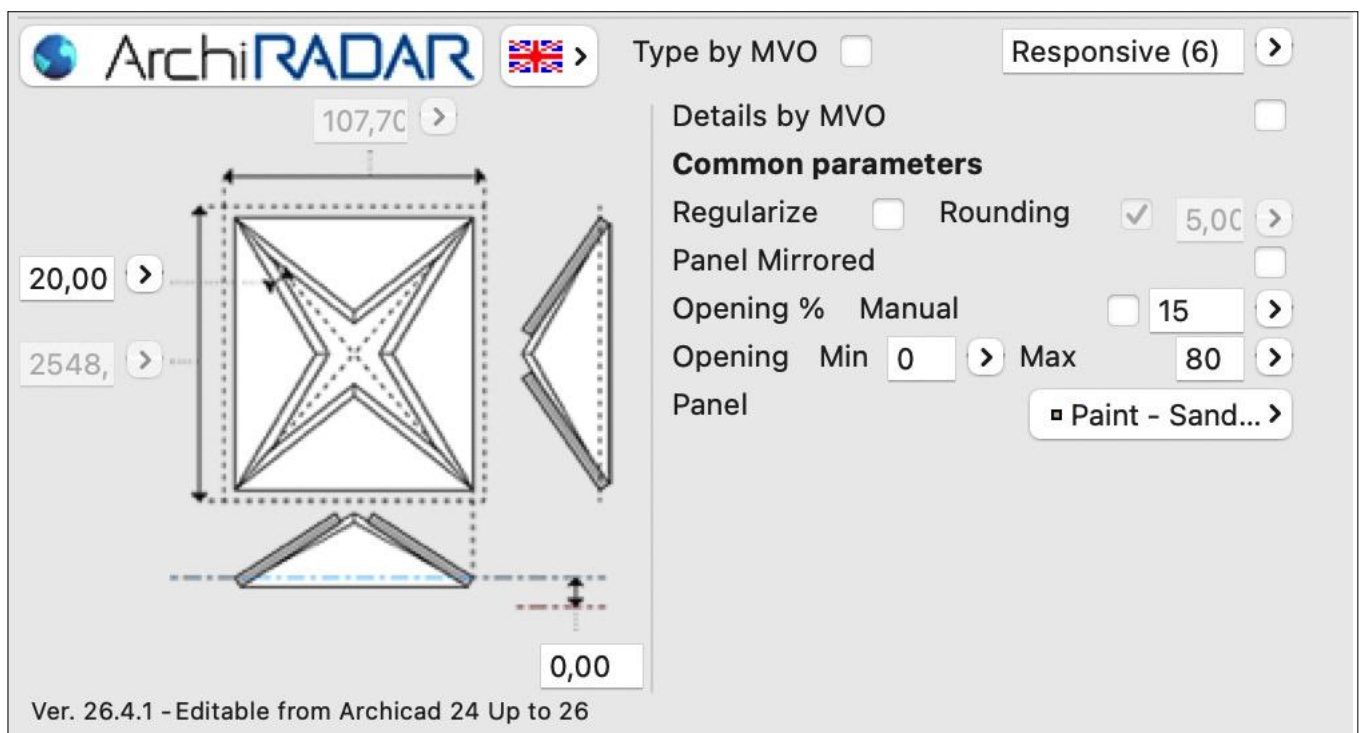 ArchiRADAR Type by MVO Responsive (6)
107,70
Details by MVO
Common parameters
Regularize Rounding 5,00
Panel Mirrored
20,00
Opening % Manual 15
2548,
Opening Min 0 Max 80
Panel Paint - Sand...
0,00
Ver. 26.4.1 - Editable from Archicad 24 Up to 26